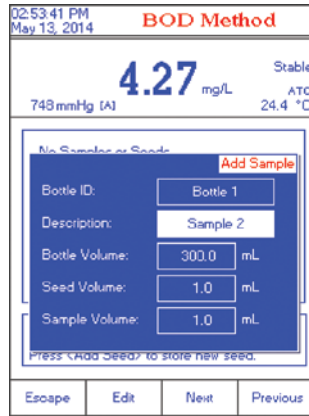 02:53:41 PM
May 13, 2014
BOD Method
4.27 mg/L
Stable
ATC
748 mmHg [A]
24.4 °C
No Samples or Seeds
Add Sample
Bottle ID: Bottle 1
Description: Sample 2
Bottle Volume: 300.0 mL
Seed Volume: 1.0 mL
Sample Volume: 1.0 mL
Press <Add Seed> to store new seed.
Escape Edit Next Previous